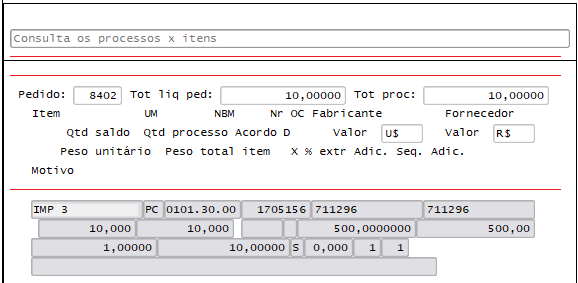 Consulta os processos x itens
Pedido: 8402 Tot liq ped: 10,00000 Tot proc: 10,00000
Item UM NBM Nr OC Fabricante Fornecedor
Qtd saldo Qtd processo Acordo D Valor U$ Valor R$
Peso unitário Peso total item X % extr Adic. Seq. Adic.
Motivo
IMP 3 PC 0101.30.00 1705156 711296 711296
10,000 10,000 500,0000000 500,00
1,00000 10,00000 S 0,000 1 1